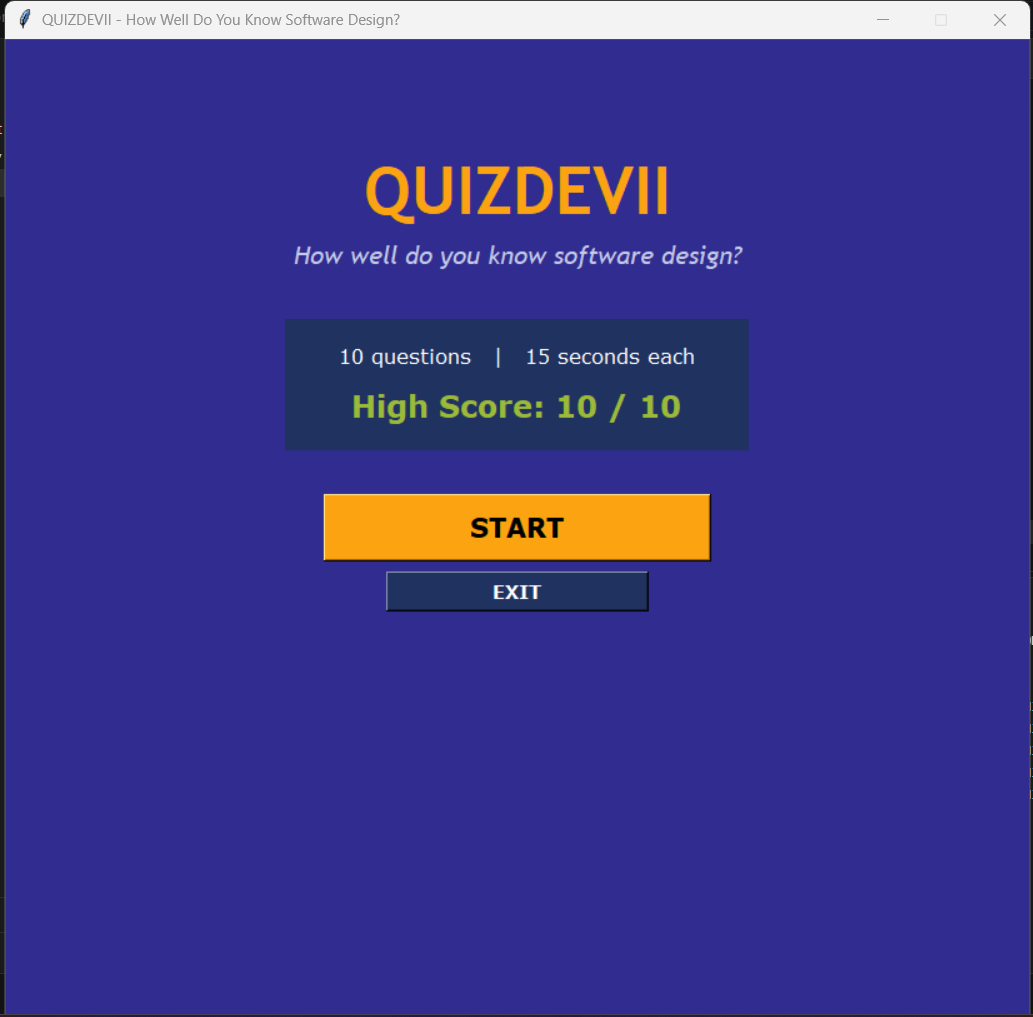 QUIZDEVII - How Well Do You Know Software Design?
QUIZDEVII
How well do you know software design?
10 questions | 15 seconds each
High Score: 10 / 10
START
EXIT